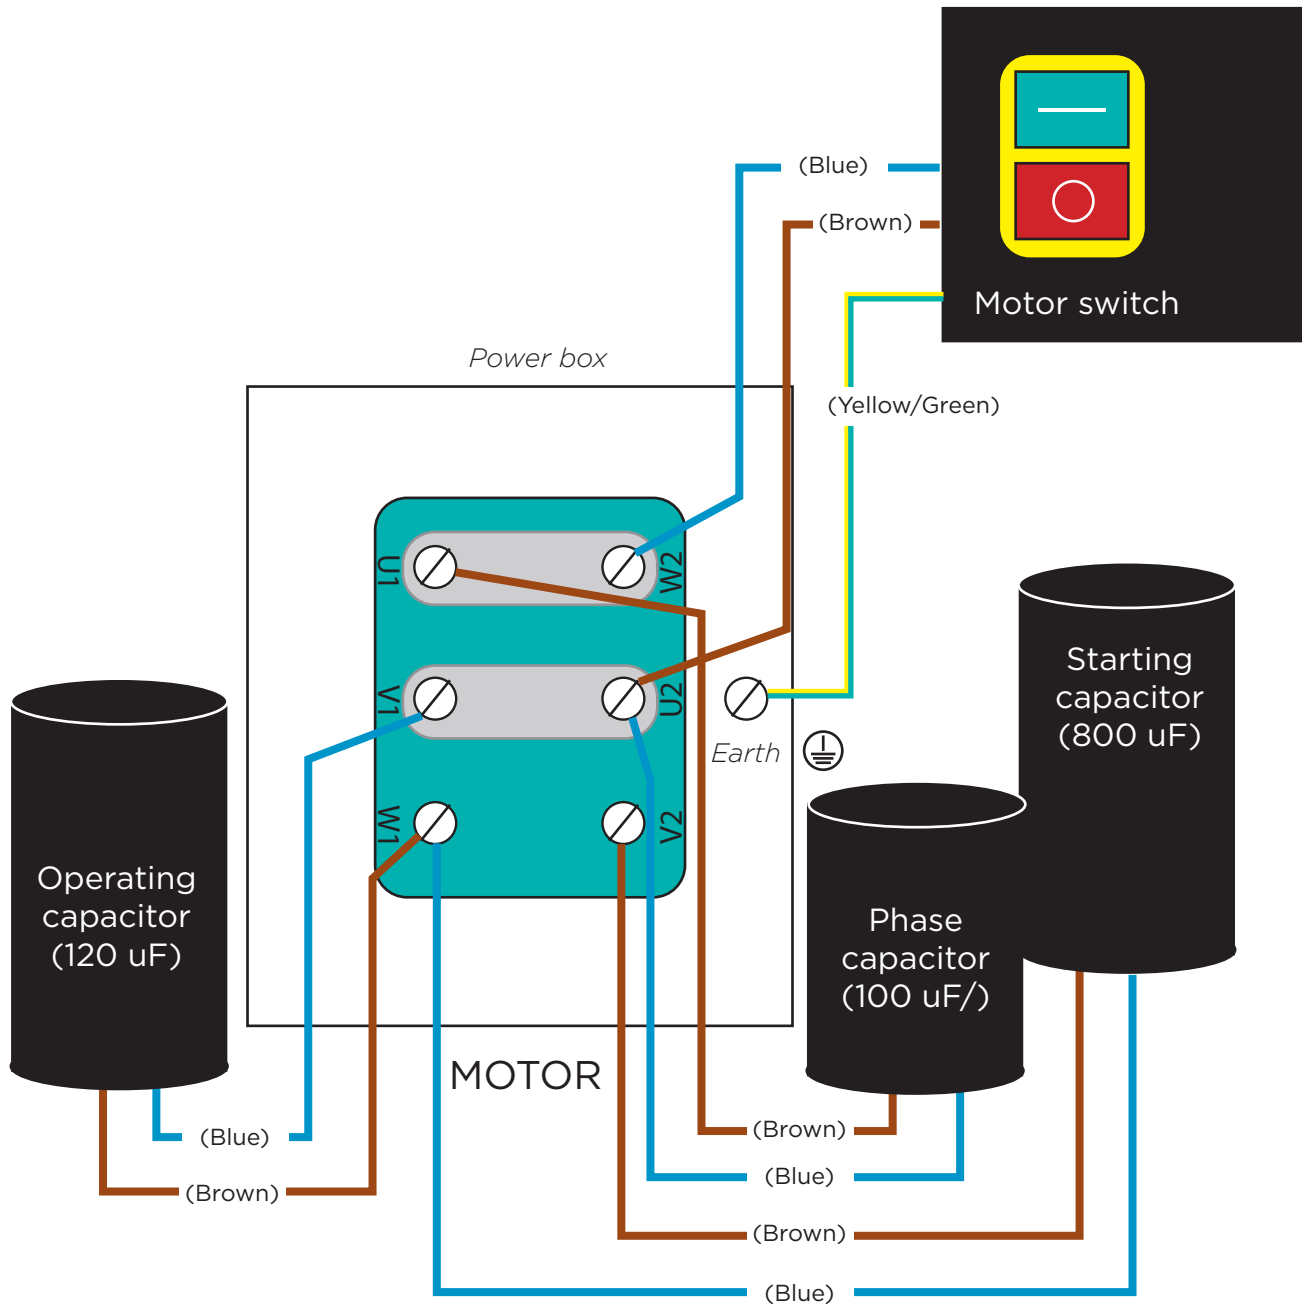 (Blue)
(Brown)
Motor switch
Power box
(Yellow/Green)
U1
W2
V1
U2
Earth
W1
V2
Starting
capacitor
(800 uF)
Operating
capacitor
(120 uF)
Phase
capacitor
(100 uF/)
MOTOR
(Blue)
(Brown)
(Brown)
(Blue)
(Brown)
(Blue)